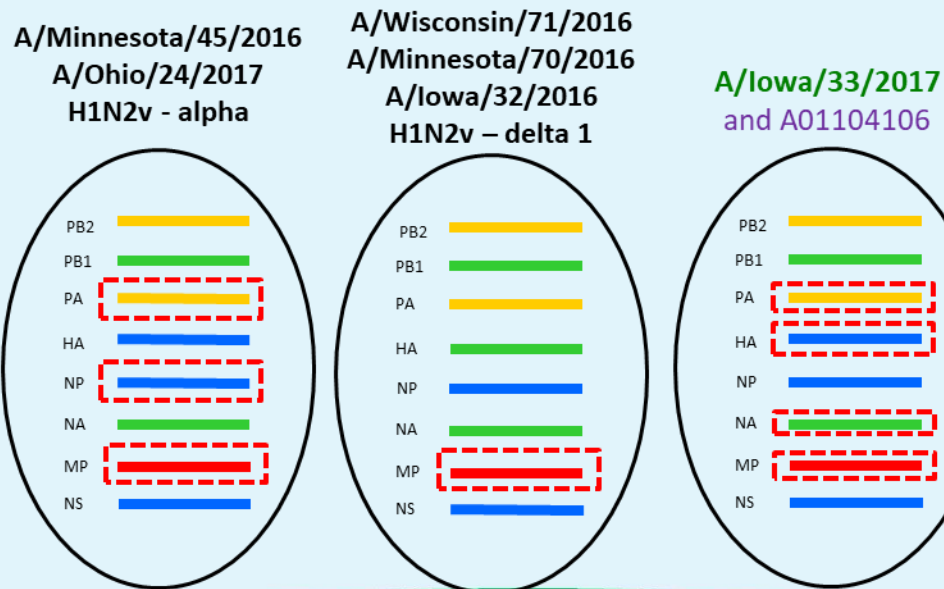 A/Minnesota/45/2016
A/Ohio/24/2017
H1N2v - alpha
PB2
PB1
PA
HA
NP
NA
MP
NS
A/Wisconsin/71/2016
A/Minnesota/70/2016
A/Iowa/32/2016
H1N2v – delta 1
PB2
PB1
PA
HA
NP
NA
MP
NS
A/Iowa/33/2017
and A01104106
PB2
PB1
PA
HA
NP
NA
MP
NS